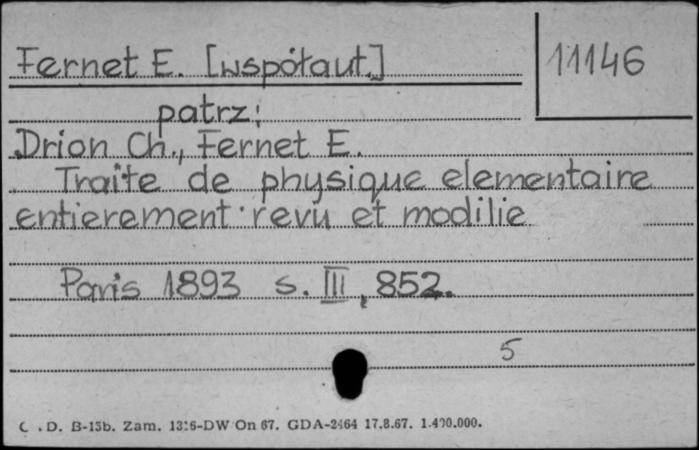 Fernet E. [współaut.]
11146
patrz:
Drion Ch., Fernet E.
Traite de physique elementaire
entierement revu et modilie
Paris 1893 s. III, 852.
5
C .D. B-15b. Zam. 1316-DW On 67. GDA-2464 17.8.67. 1.400.000.